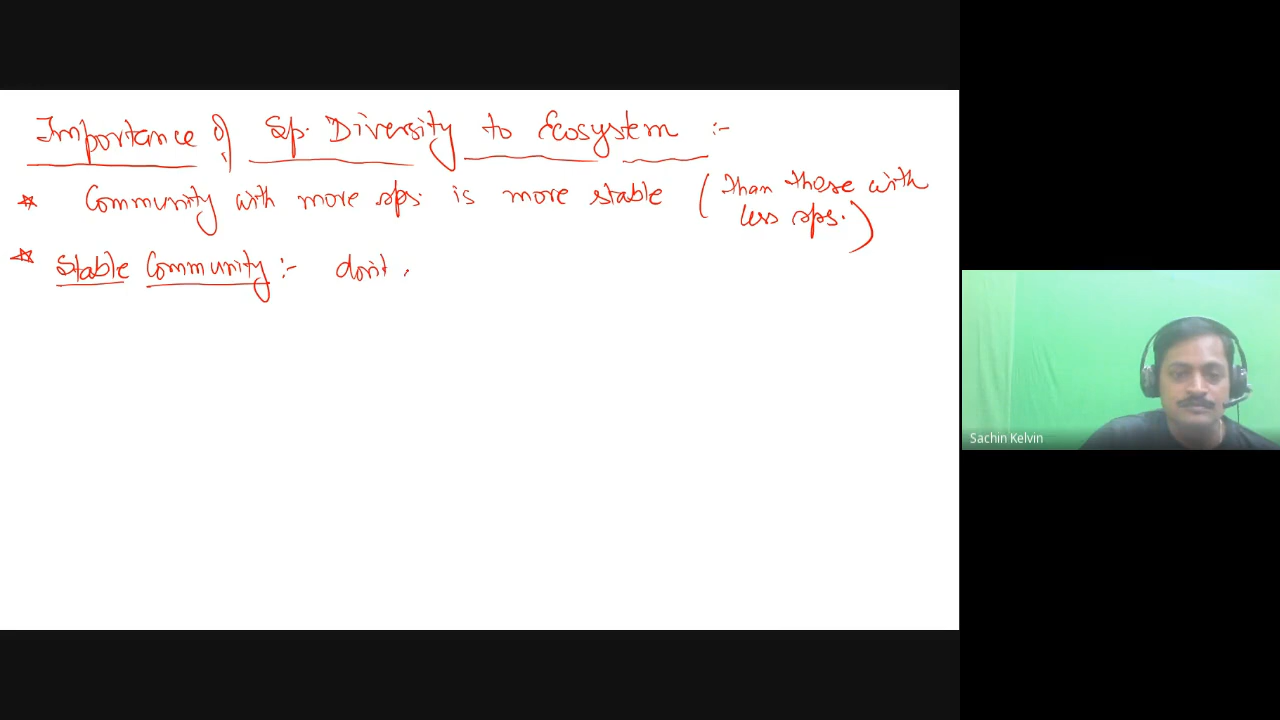 Importance of Sp. Diversity to Ecosystem :-
* Community with more sps. is more stable (than those with less sps.)
* Stable Community :- don't
Sachin Kelvin